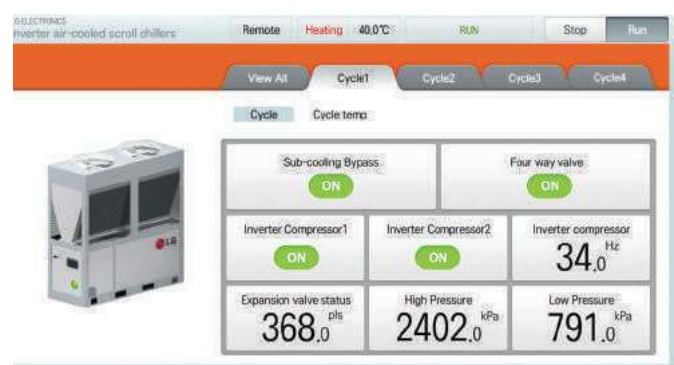 LG ELECTRONICS
Inverter air-cooled scroll chillers
Remote Heating 40.0°C RUN Stop Run
View All Cycle1 Cycle2 Cycle3 Cycle4
Cycle Cycle temp
Sub-cooling Bypass Four way valve
ON ON
Inverter Compressor1 Inverter Compressor2 Inverter compressor
ON ON 34.0 Hz
LG
Expansion valve status High Pressure Low Pressure
368.0 pls 2402.0 kPa 791.0 kPa